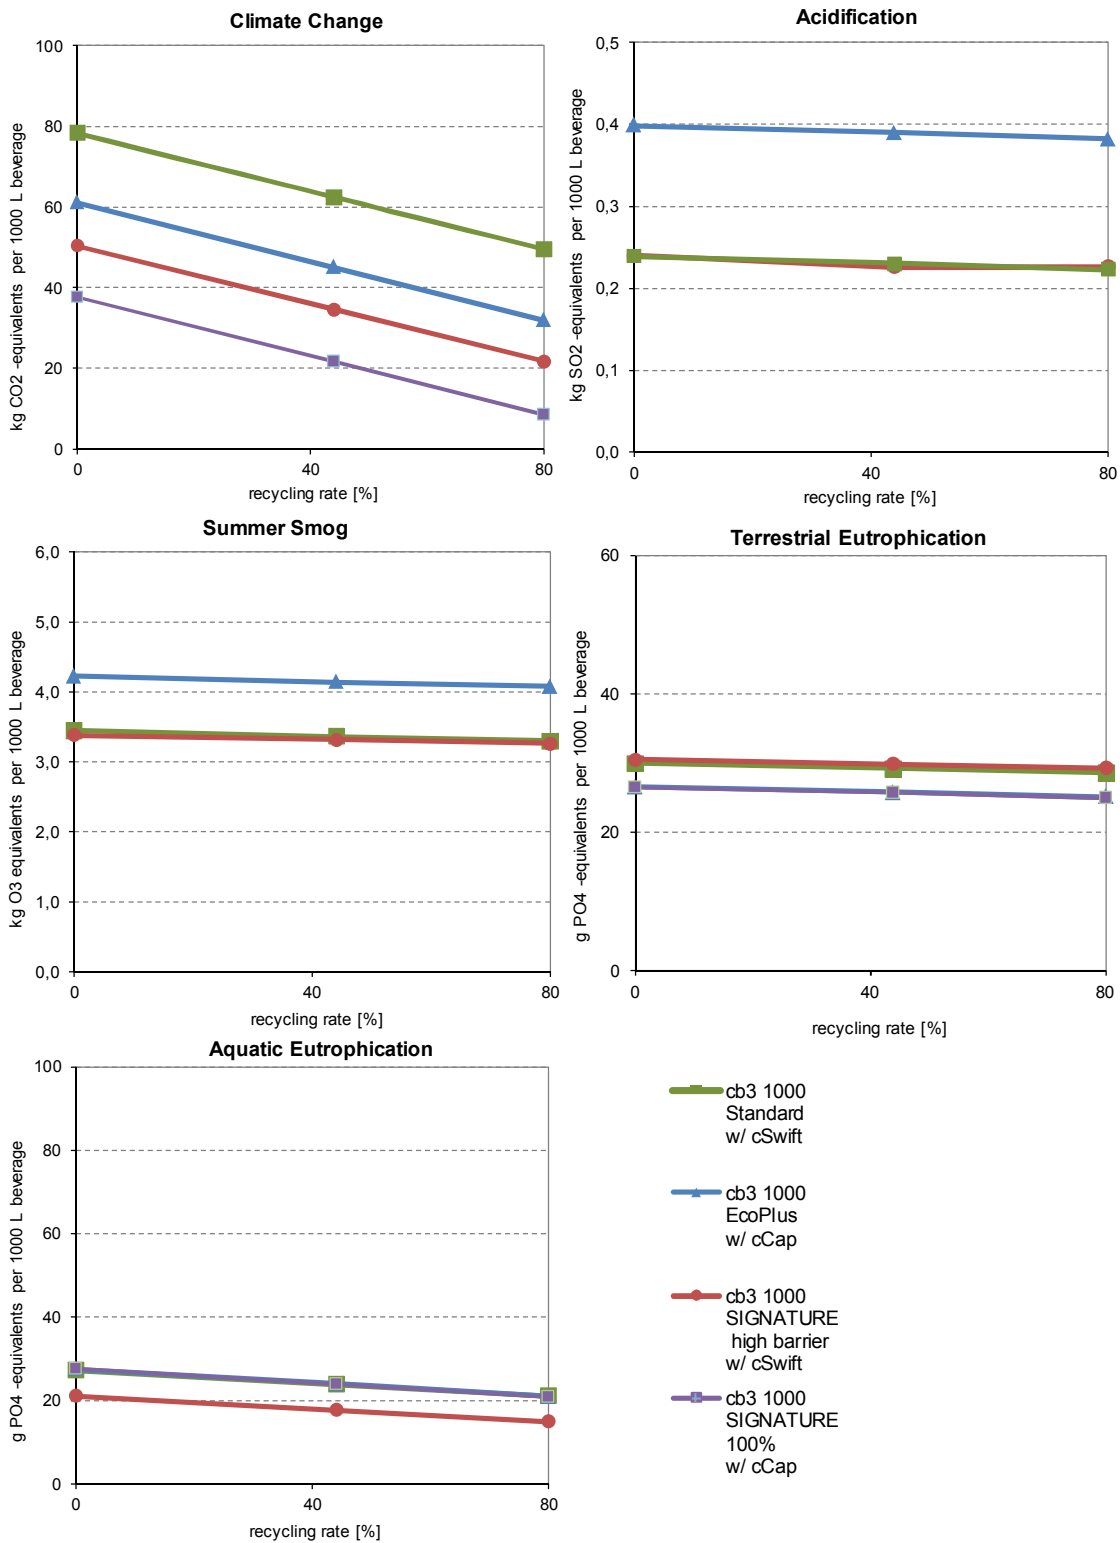 Climate Change
kg CO2 -equivalents per 1000 L beverage
100
80
60
40
20
0
0 40 80
recycling rate [%]
Acidification
kg SO2 -equivalents per 1000 L beverage
0,5
0,4
0,3
0,2
0,1
0,0
0 40 80
recycling rate [%]
Summer Smog
kg O3 equivalents per 1000 L beverage
6,0
5,0
4,0
3,0
2,0
1,0
0,0
0 40 80
recycling rate [%]
Terrestrial Eutrophication
g PO4 -equivalents per 1000 L beverage
60
40
20
0
0 40 80
recycling rate [%]
Aquatic Eutrophication
g PO4 -equivalents per 1000 L beverage
100
80
60
40
20
0
0 40 80
recycling rate [%]
cb3 1000
Standard
w/ cSwift
cb3 1000
EcoPlus
w/ cCap
cb3 1000
SIGNATURE
high barrier
w/ cSwift
cb3 1000
SIGNATURE
100%
w/ cCap